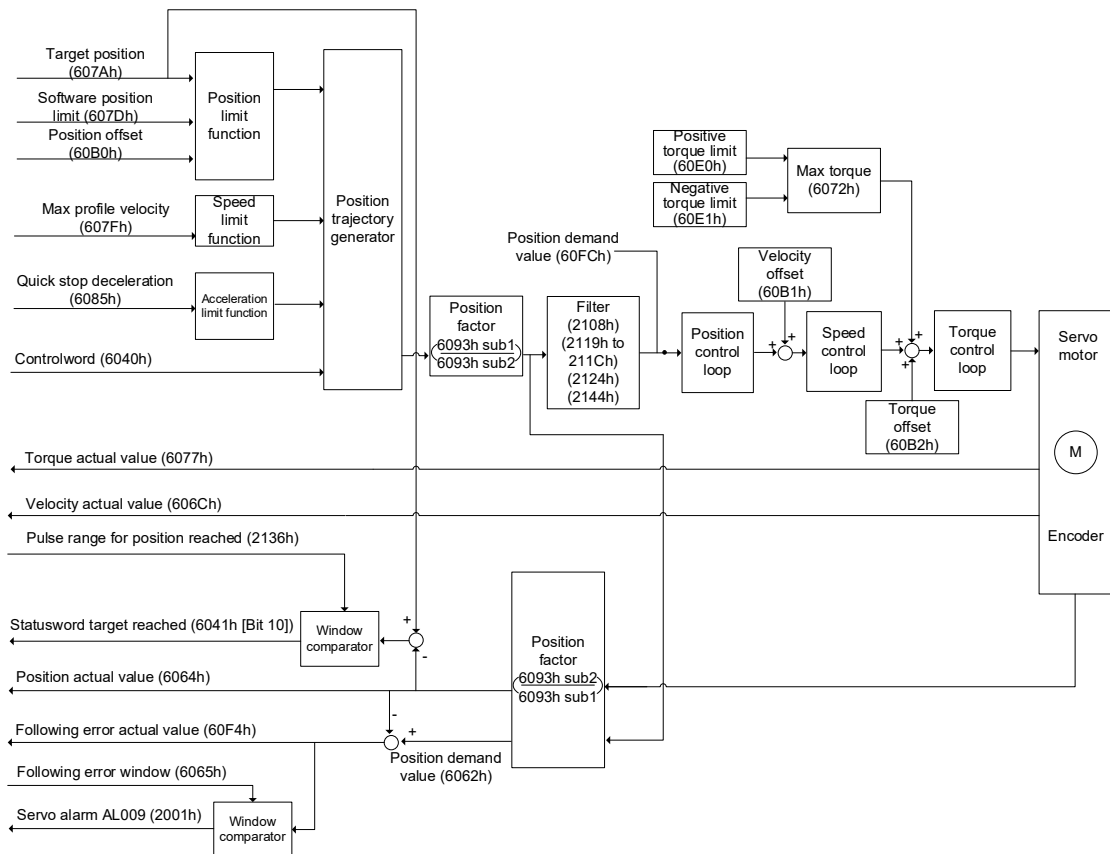 Target position
(607Ah)
Software position
limit (607Dh)
Position offset
(60B0h)
Position
limit
function
Max profile velocity
(607Fh)
Speed
limit
function
Quick stop deceleration
(6085h)
Acceleration
limit function
Controlword (6040h)
Position
trajectory
generator
Position
factor
6093h sub1
6093h sub2
Filter
(2108h)
(2119h to
211Ch)
(2124h)
(2144h)
Position demand
value (60FCh)
Position
control
loop
Velocity
offset
(60B1h)
+
+
Speed
control
loop
Positive
torque limit
(60E0h)
Negative
torque limit
(60E1h)
Max torque
(6072h)
+
+
+
Torque
offset
(60B2h)
Torque
control
loop
Servo
motor
M
Encoder
Torque actual value (6077h)
Velocity actual value (606Ch)
Pulse range for position reached (2136h)
Statusword target reached (6041h [Bit 10])
Window
comparator
+
-
Position actual value (6064h)
Position
factor
6093h sub2
6093h sub1
-
+
Following error actual value (60F4h)
Position demand
value (6062h)
Following error window (6065h)
Servo alarm AL009 (2001h)
Window
comparator